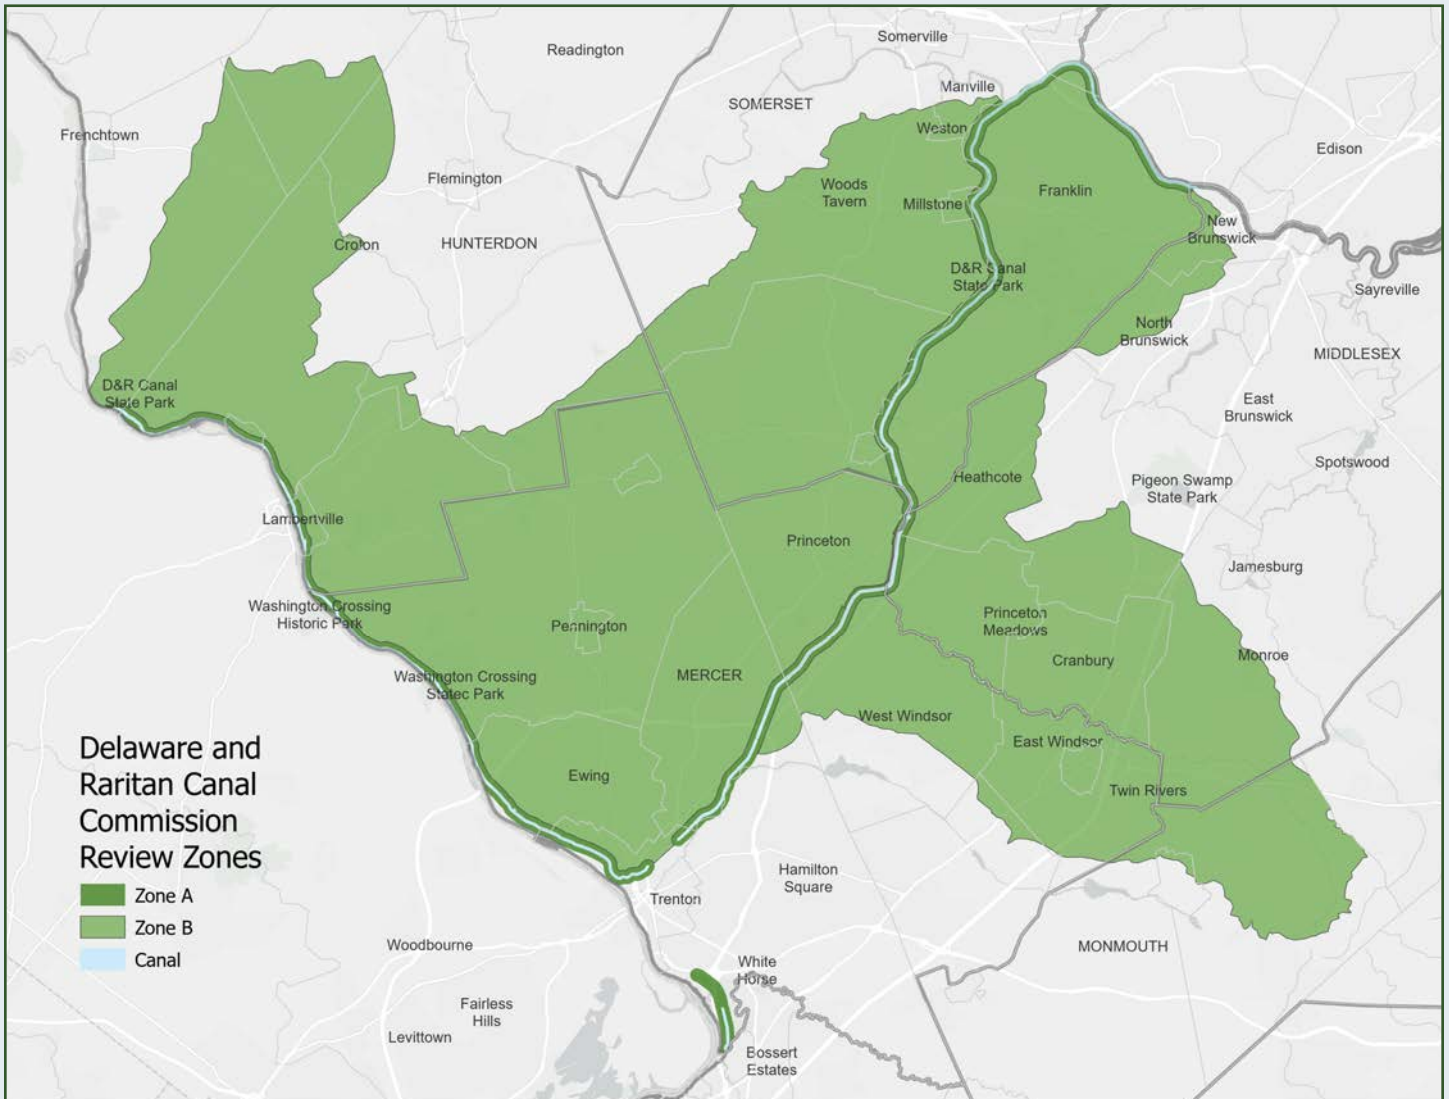 Somerville
Readington
Manville
SOMERSET
Weston
Frenchtown
Edison
Flemington
Woods
Tavern
Millstone
Franklin
New
Brunswick
Croton
HUNTERDON
D&R Canal
State Park
Sayreville
North
Brunswick
MIDDLESEX
D&R Canal
State Park
East
Brunswick
Spotswood
Heathcote
Pigeon Swamp
State Park
Lambertville
Princeton
Jamesburg
Washington Crossing
Historic Park
Princeton
Meadows
Pennington
Monroe
Cranbury
Washington Crossing
Statec Park
MERCER
West Windsor
East Windsor
Delaware and
Raritan Canal
Commission
Review Zones
Ewing
Twin Rivers
Zone A
Zone B
Canal
Hamilton
Square
Trenton
Woodbourne
MONMOUTH
White
Horse
Fairless
Hills
Levittown
Bossert
Estates